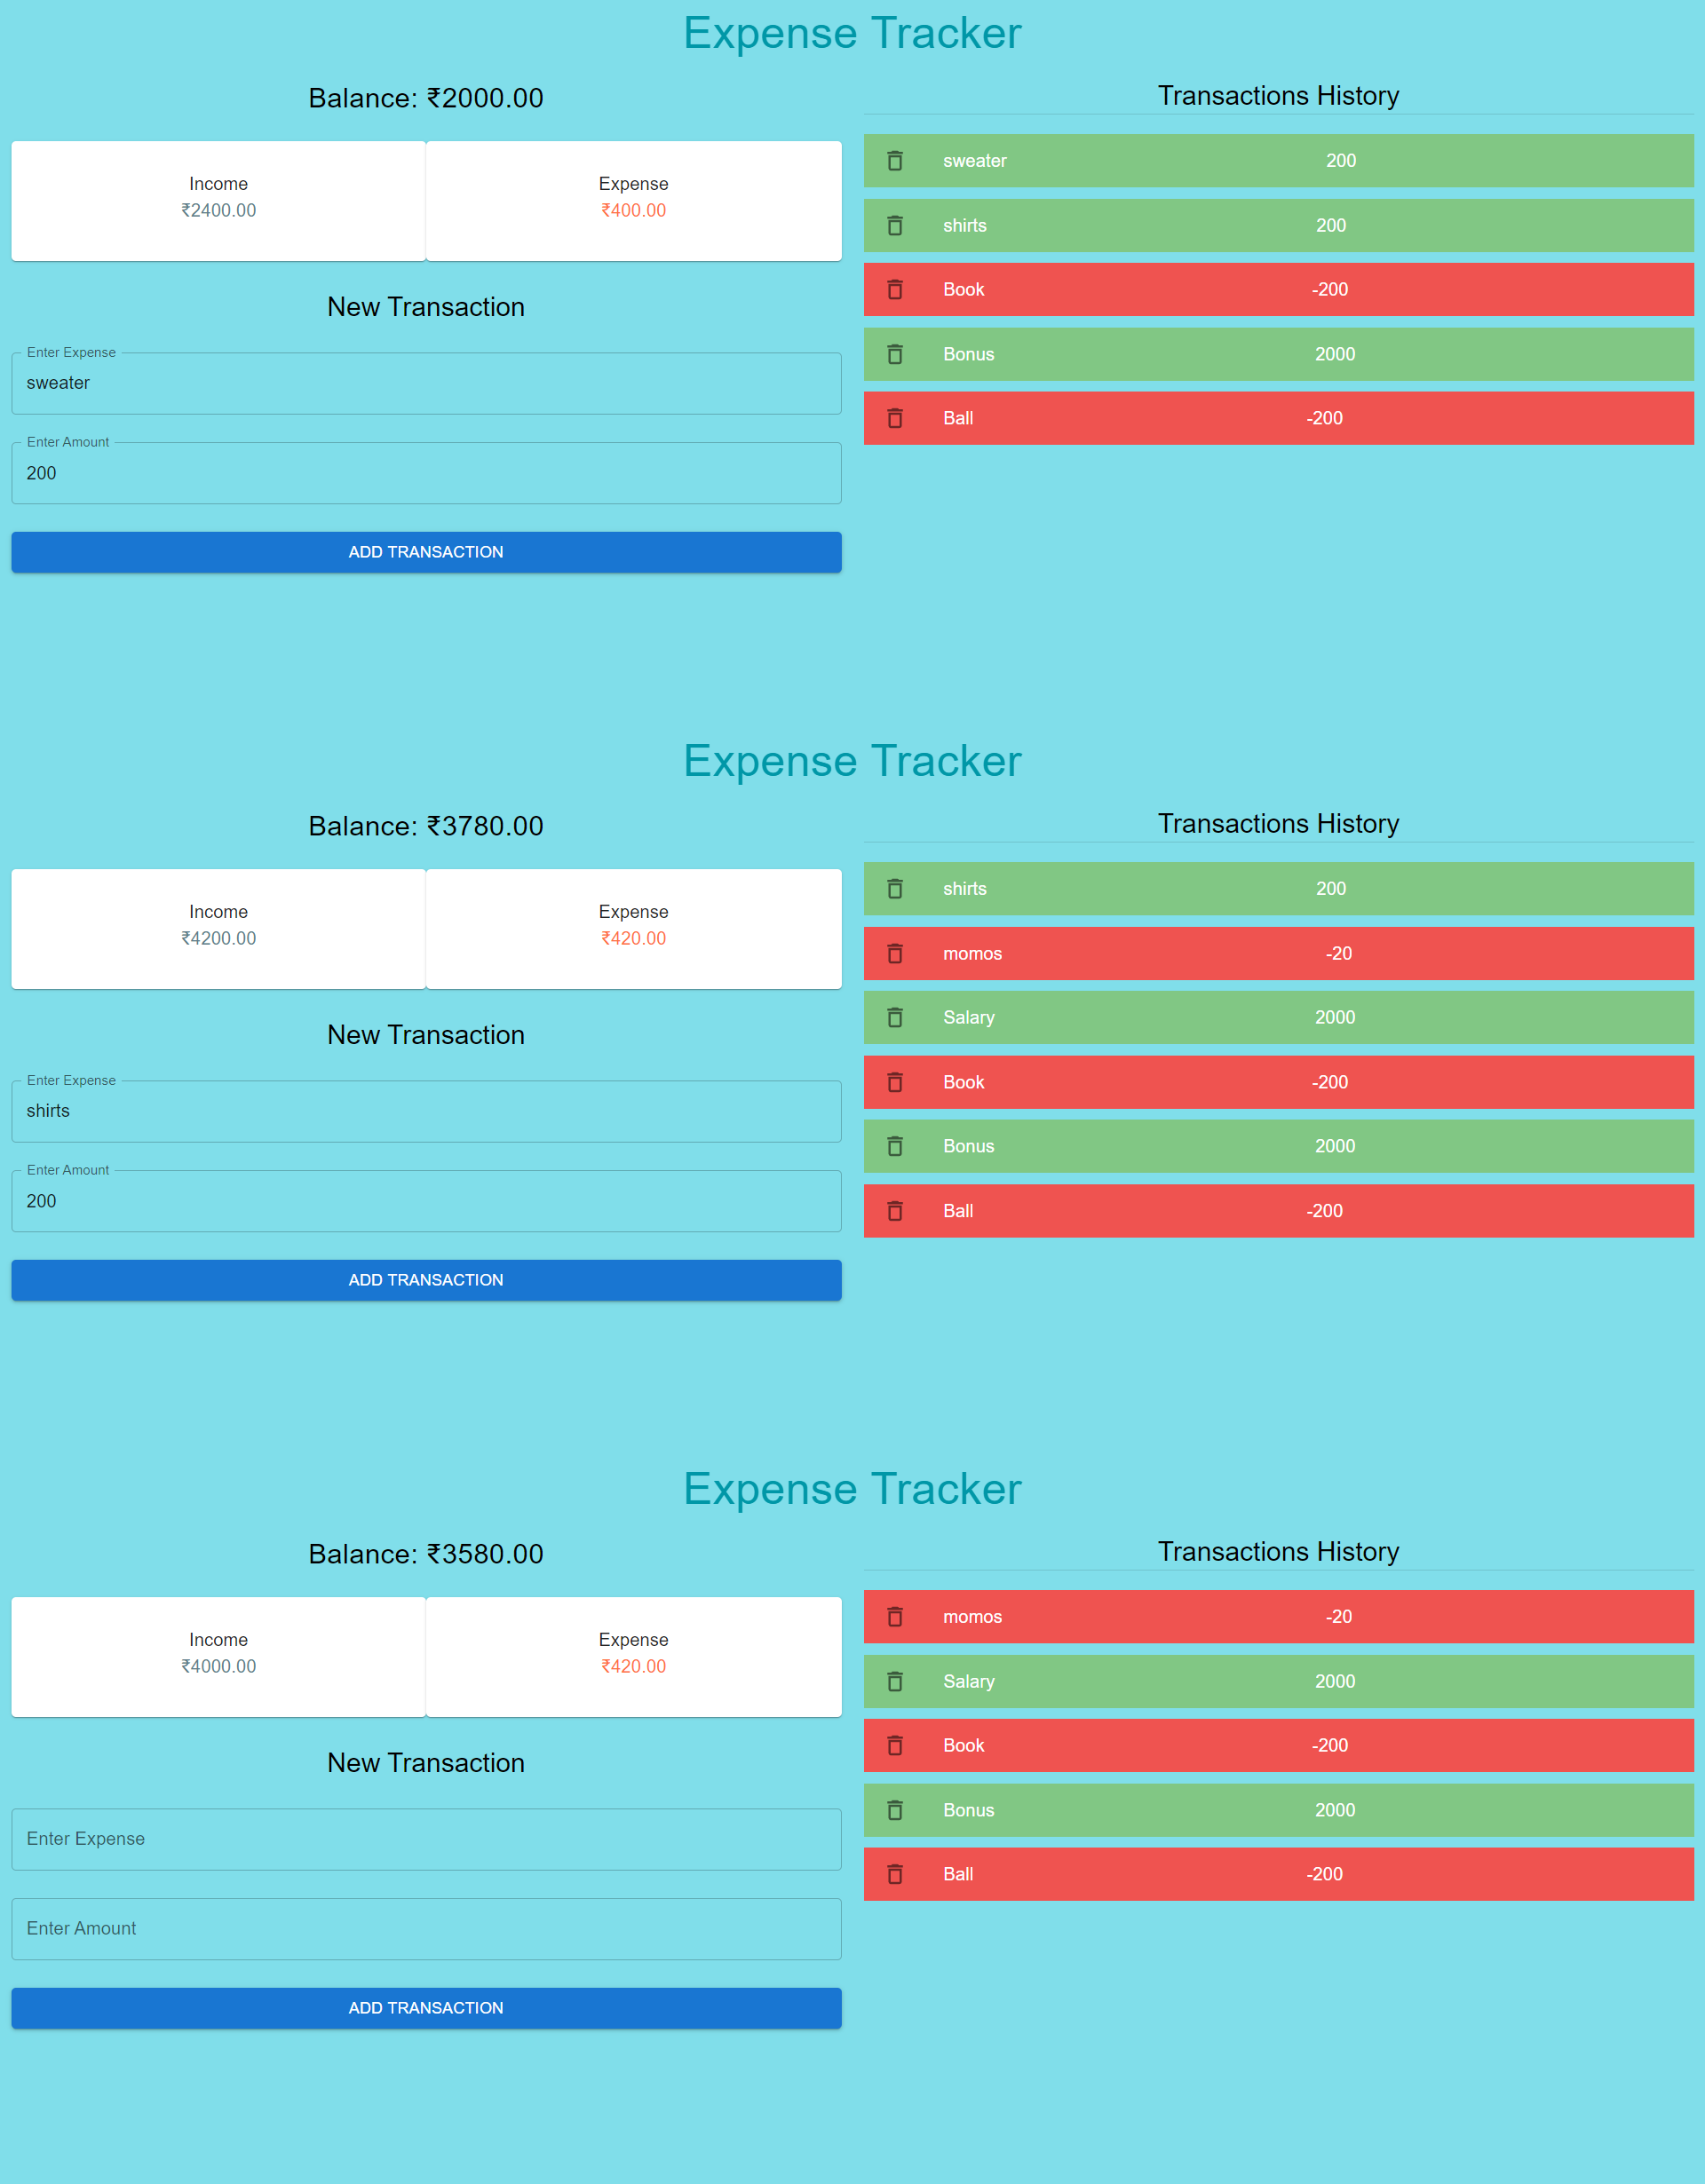 Expense Tracker
Balance: ₹2000.00
Income
₹2400.00
Expense
₹400.00
New Transaction
Enter Expense
sweater
Enter Amount
200
ADD TRANSACTION
Transactions History
sweater 200
shirts 200
Book -200
Bonus 2000
Ball -200
Expense Tracker
Balance: ₹3780.00
Income
₹4200.00
Expense
₹420.00
New Transaction
Enter Expense
shirts
Enter Amount
200
ADD TRANSACTION
Transactions History
shirts 200
momos -20
Salary 2000
Book -200
Bonus 2000
Ball -200
Expense Tracker
Balance: ₹3580.00
Income
₹4000.00
Expense
₹420.00
New Transaction
Enter Expense
Enter Amount
ADD TRANSACTION
Transactions History
momos -20
Salary 2000
Book -200
Bonus 2000
Ball -200